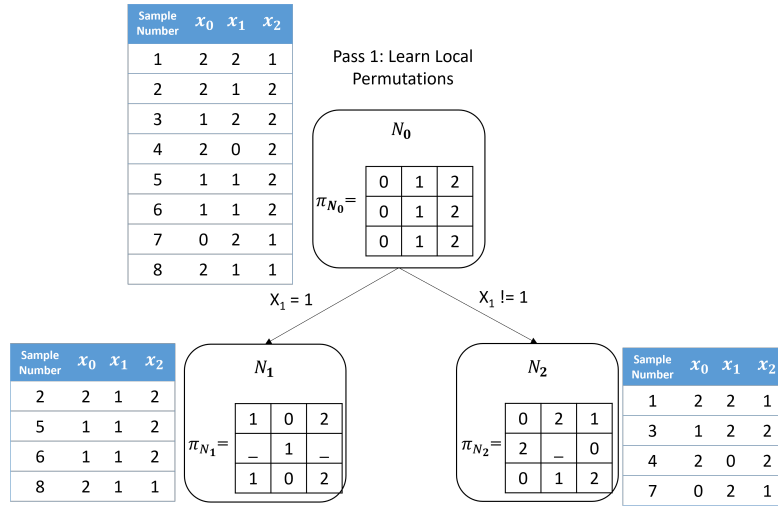 Sample Number x₀ x₁ x₂
1 2 2 1
2 2 1 2
3 1 2 2
4 2 0 2
5 1 1 2
6 1 1 2
7 0 2 1
8 2 1 1
Pass 1: Learn Local
Permutations
N₀
π_N₀=
0 1 2
0 1 2
0 1 2
X₁ = 1
X₁ != 1
Sample Number x₀ x₁ x₂
2 2 1 2
5 1 1 2
6 1 1 2
8 2 1 1
N₁
π_N₁=
1 0 2
_ 1 _
1 0 2
N₂
π_N₂=
0 2 1
2 _ 0
0 1 2
Sample Number x₀ x₁ x₂
1 2 2 1
3 1 2 2
4 2 0 2
7 0 2 1